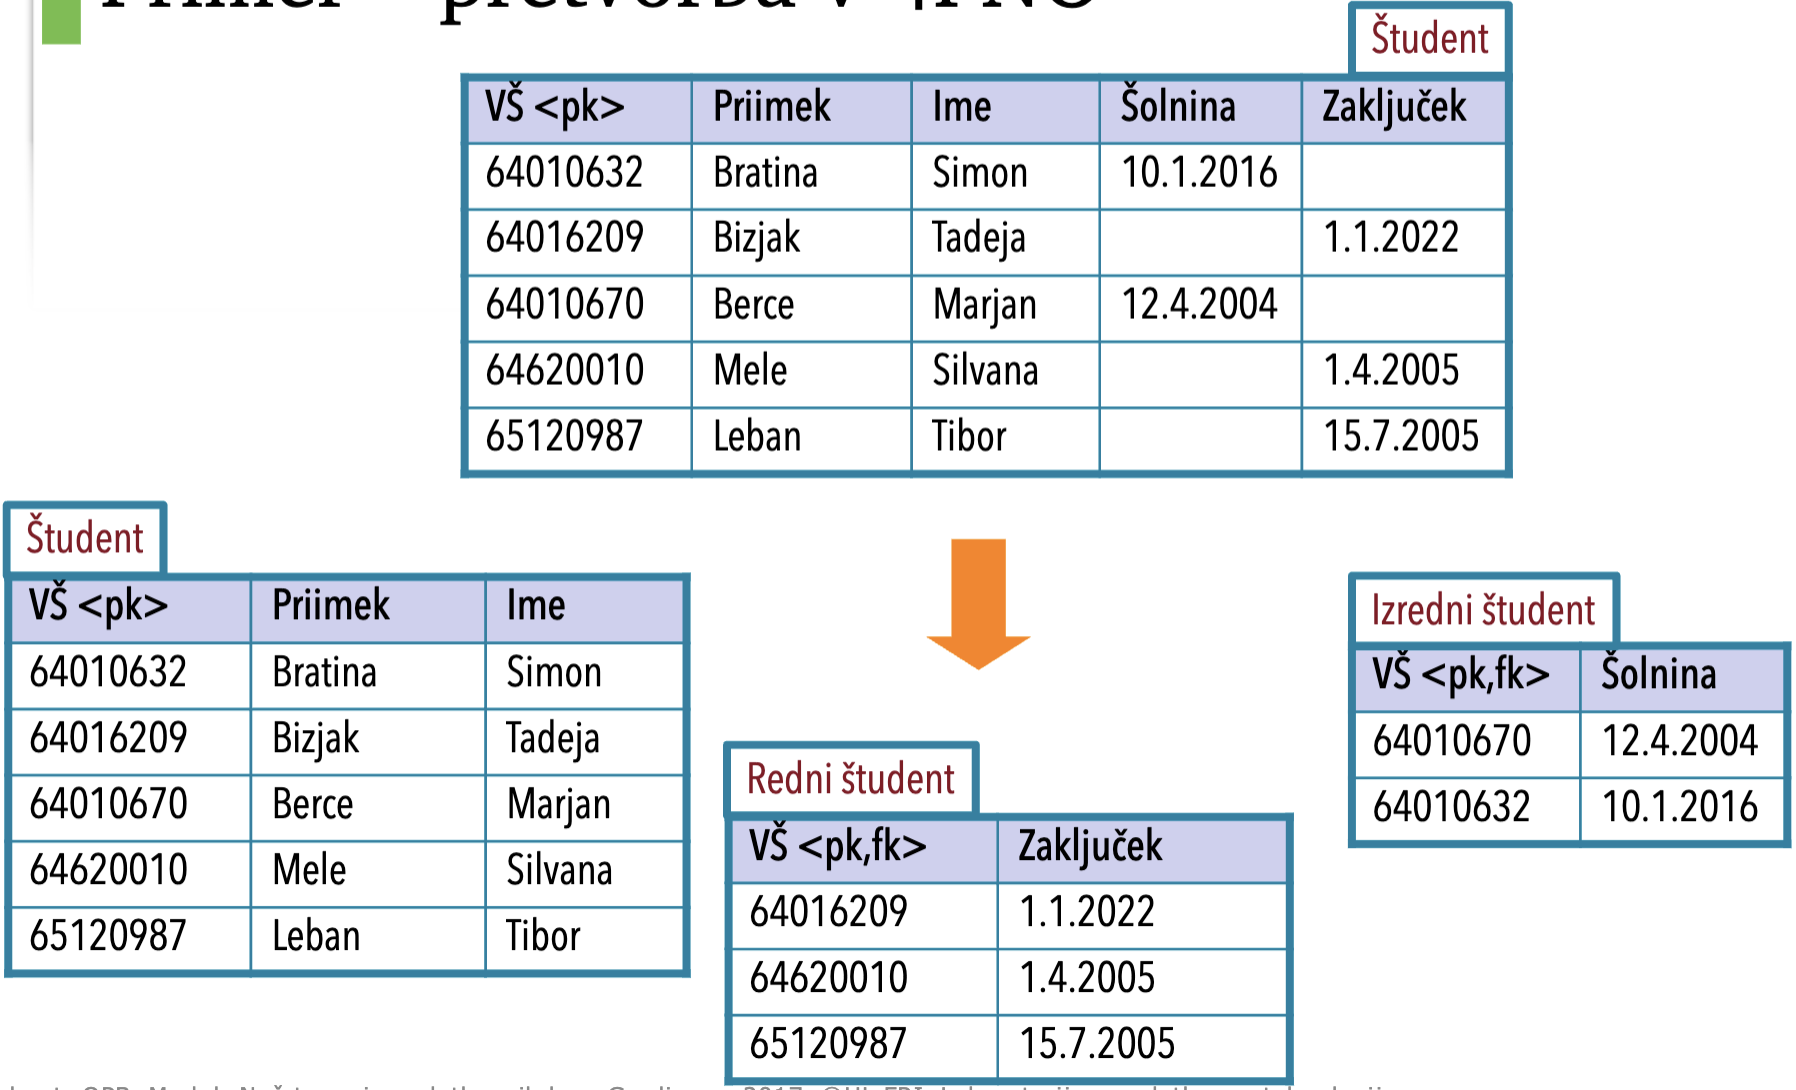 Študent
VŠ <pk> Priimek Ime Šolnina Zaključek
64010632 Bratina Simon 10.1.2016
64016209 Bizjak Tadeja 1.1.2022
64010670 Berce Marjan 12.4.2004
64620010 Mele Silvana 1.4.2005
65120987 Leban Tibor 15.7.2005
Študent
VŠ <pk> Priimek Ime
64010632 Bratina Simon
64016209 Bizjak Tadeja
64010670 Berce Marjan
64620010 Mele Silvana
65120987 Leban Tibor
Redni študent
VŠ <pk,fk> Zaključek
64016209 1.1.2022
64620010 1.4.2005
65120987 15.7.2005
Izredni študent
VŠ <pk,fk> Šolnina
64010670 12.4.2004
64010632 10.1.2016